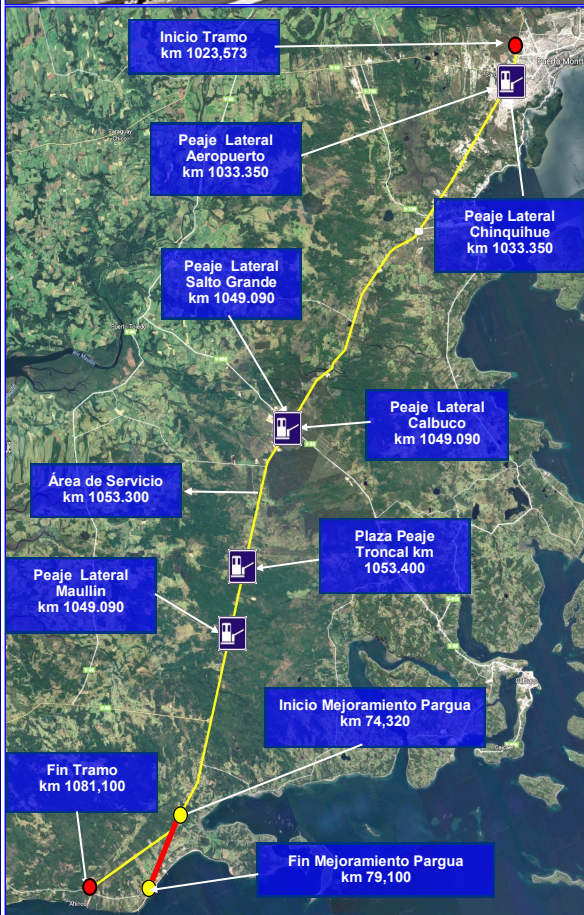 Inicio Tramo
km 1023,573
Puerto Montt
Peaje Lateral
Aeropuerto
km 1033.350
Peaje Lateral
Chinquihue
km 1033.350
Peaje Lateral
Salto Grande
km 1049.090
Peaje Lateral
Calbuco
km 1049.090
Área de Servicio
km 1053.300
Plaza Peaje
Troncal km
1053.400
Peaje Lateral
Maullin
km 1049.090
Inicio Mejoramiento Pargua
km 74,320
Fin Tramo
km 1081,100
Fin Mejoramiento Pargua
km 79,100